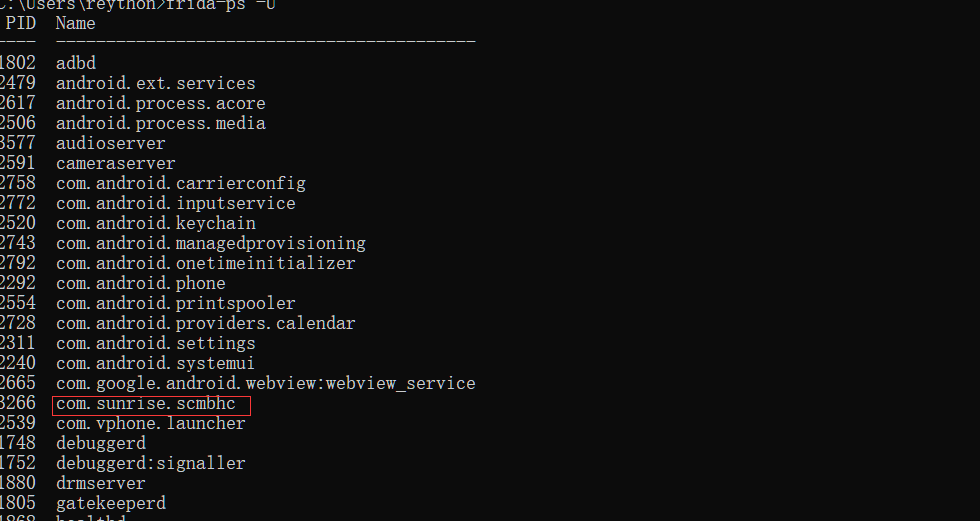 C:\Users\reython>frida-ps -U
PID  Name
----  ------------------------------------------
1802  adbd
2479  android.ext.services
2617  android.process.acore
2506  android.process.media
3577  audioserver
2591  cameraserver
2758  com.android.carrierconfig
2772  com.android.inputservice
2520  com.android.keychain
2743  com.android.managedprovisioning
2792  com.android.onetimeinitializer
2292  com.android.phone
2554  com.android.printspooler
2728  com.android.providers.calendar
2311  com.android.settings
2240  com.android.systemui
2665  com.google.android.webview:webview_service
3266  com.sunrise.scmbhc
2539  com.vphone.launcher
1748  debuggerd
1752  debuggerd:signaller
1880  drmserver
1805  gatekeeperd